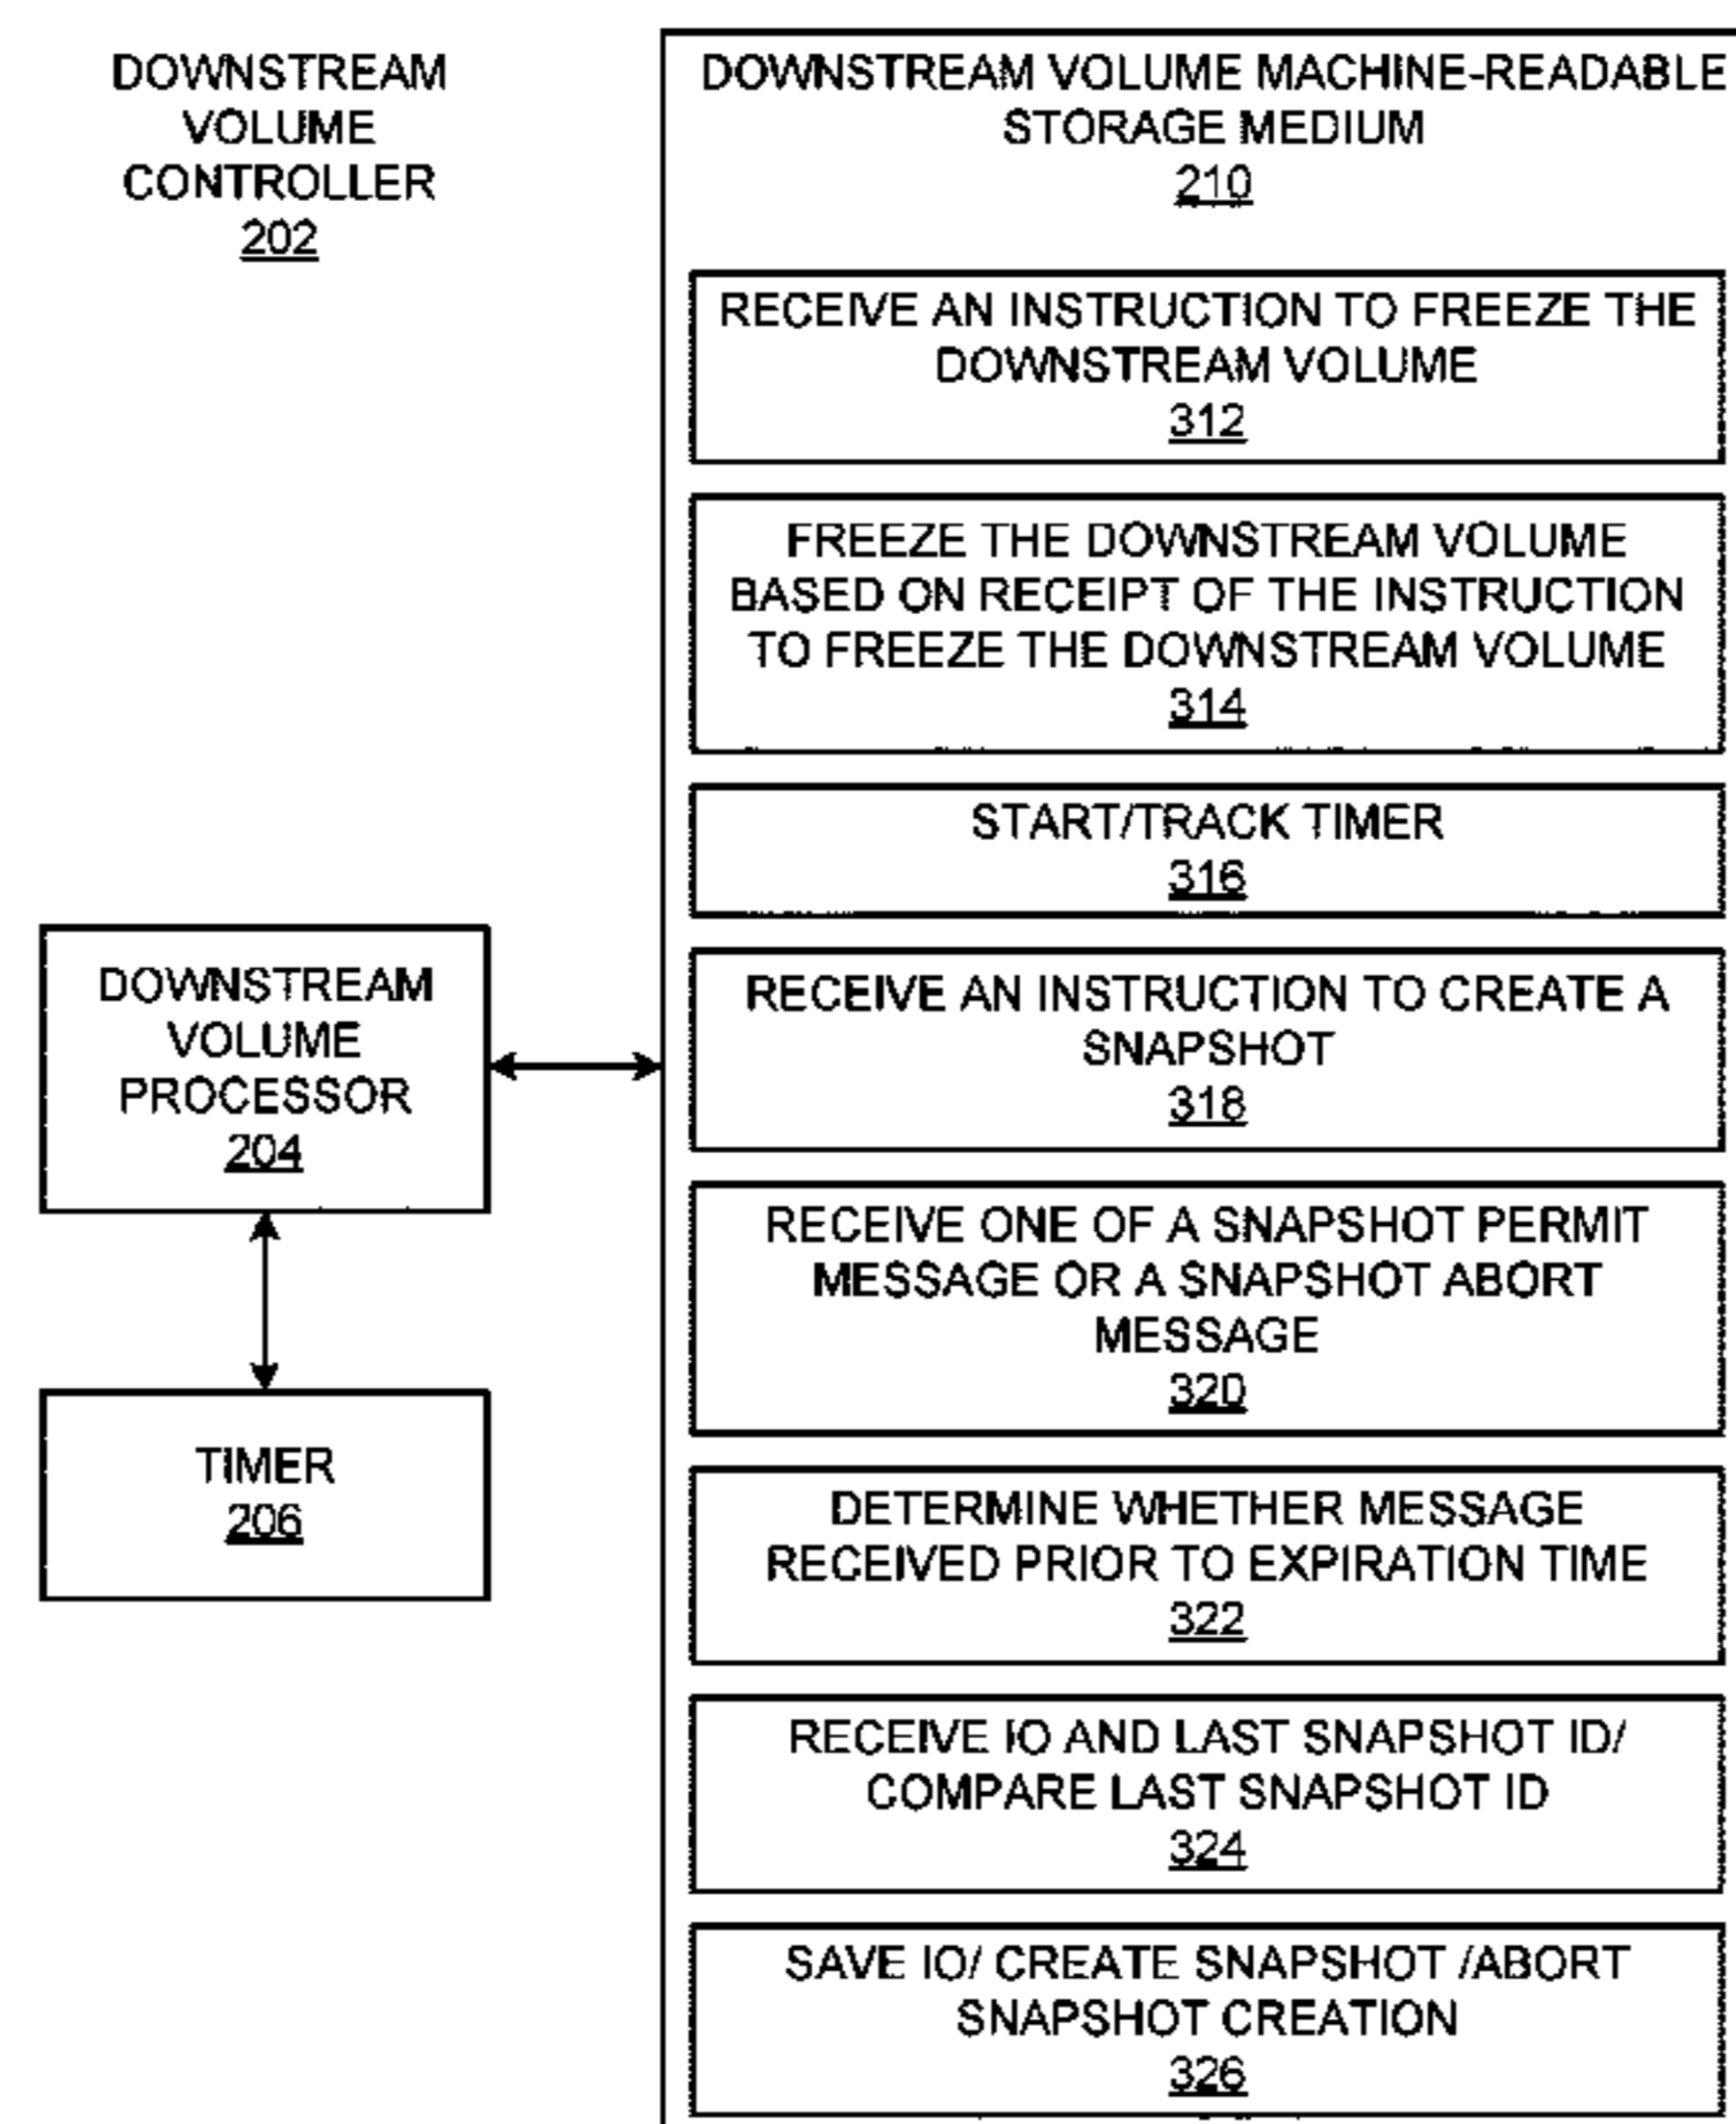 DOWNSTREAM
VOLUME
CONTROLLER
202
DOWNSTREAM VOLUME MACHINE-READABLE
STORAGE MEDIUM
210
RECEIVE AN INSTRUCTION TO FREEZE THE
DOWNSTREAM VOLUME
312
FREEZE THE DOWNSTREAM VOLUME
BASED ON RECEIPT OF THE INSTRUCTION
TO FREEZE THE DOWNSTREAM VOLUME
314
START/TRACK TIMER
316
DOWNSTREAM
VOLUME
PROCESSOR
204
TIMER
206
RECEIVE AN INSTRUCTION TO CREATE A
SNAPSHOT
318
RECEIVE ONE OF A SNAPSHOT PERMIT
MESSAGE OR A SNAPSHOT ABORT
MESSAGE
320
DETERMINE WHETHER MESSAGE
RECEIVED PRIOR TO EXPIRATION TIME
322
RECEIVE IO AND LAST SNAPSHOT ID/
COMPARE LAST SNAPSHOT ID
324
SAVE IO/ CREATE SNAPSHOT /ABORT
SNAPSHOT CREATION
326